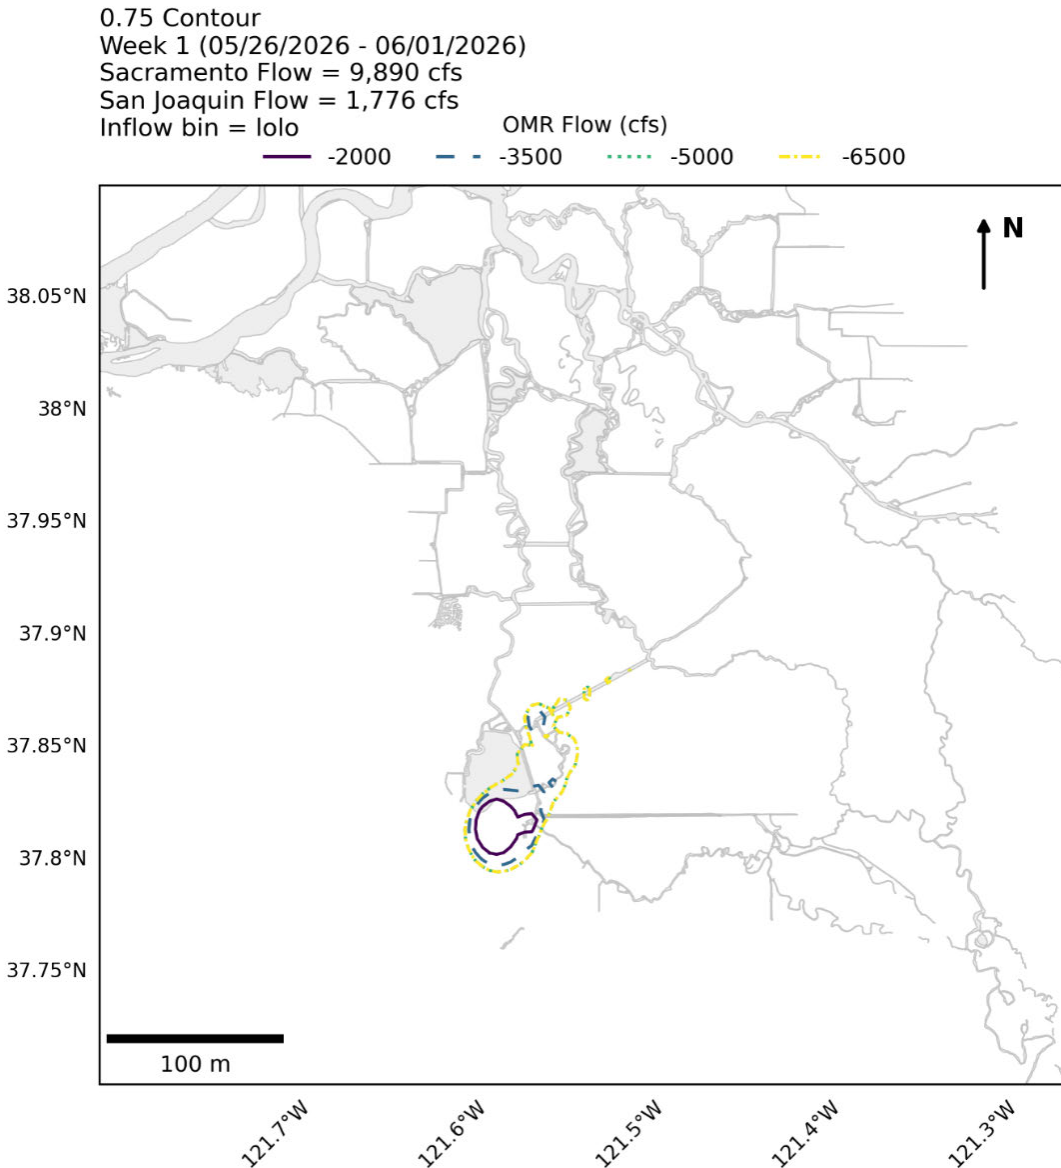 0.75 Contour
Week 1 (05/26/2026 - 06/01/2026)
Sacramento Flow = 9,890 cfs
San Joaquin Flow = 1,776 cfs
Inflow bin = lolo
OMR Flow (cfs)
-2000 -3500 -5000 -6500
N
38.05°N
38°N
37.95°N
37.9°N
37.85°N
37.8°N
37.75°N
100 m
121.7°W 121.6°W 121.5°W 121.4°W 121.3°W